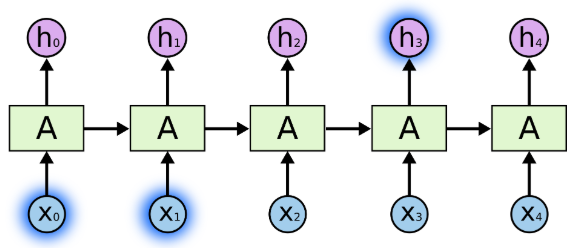 h₀ h₁ h₂ h₃ h₄
A A A A A
x₀ x₁ x₂ x₃ x₄